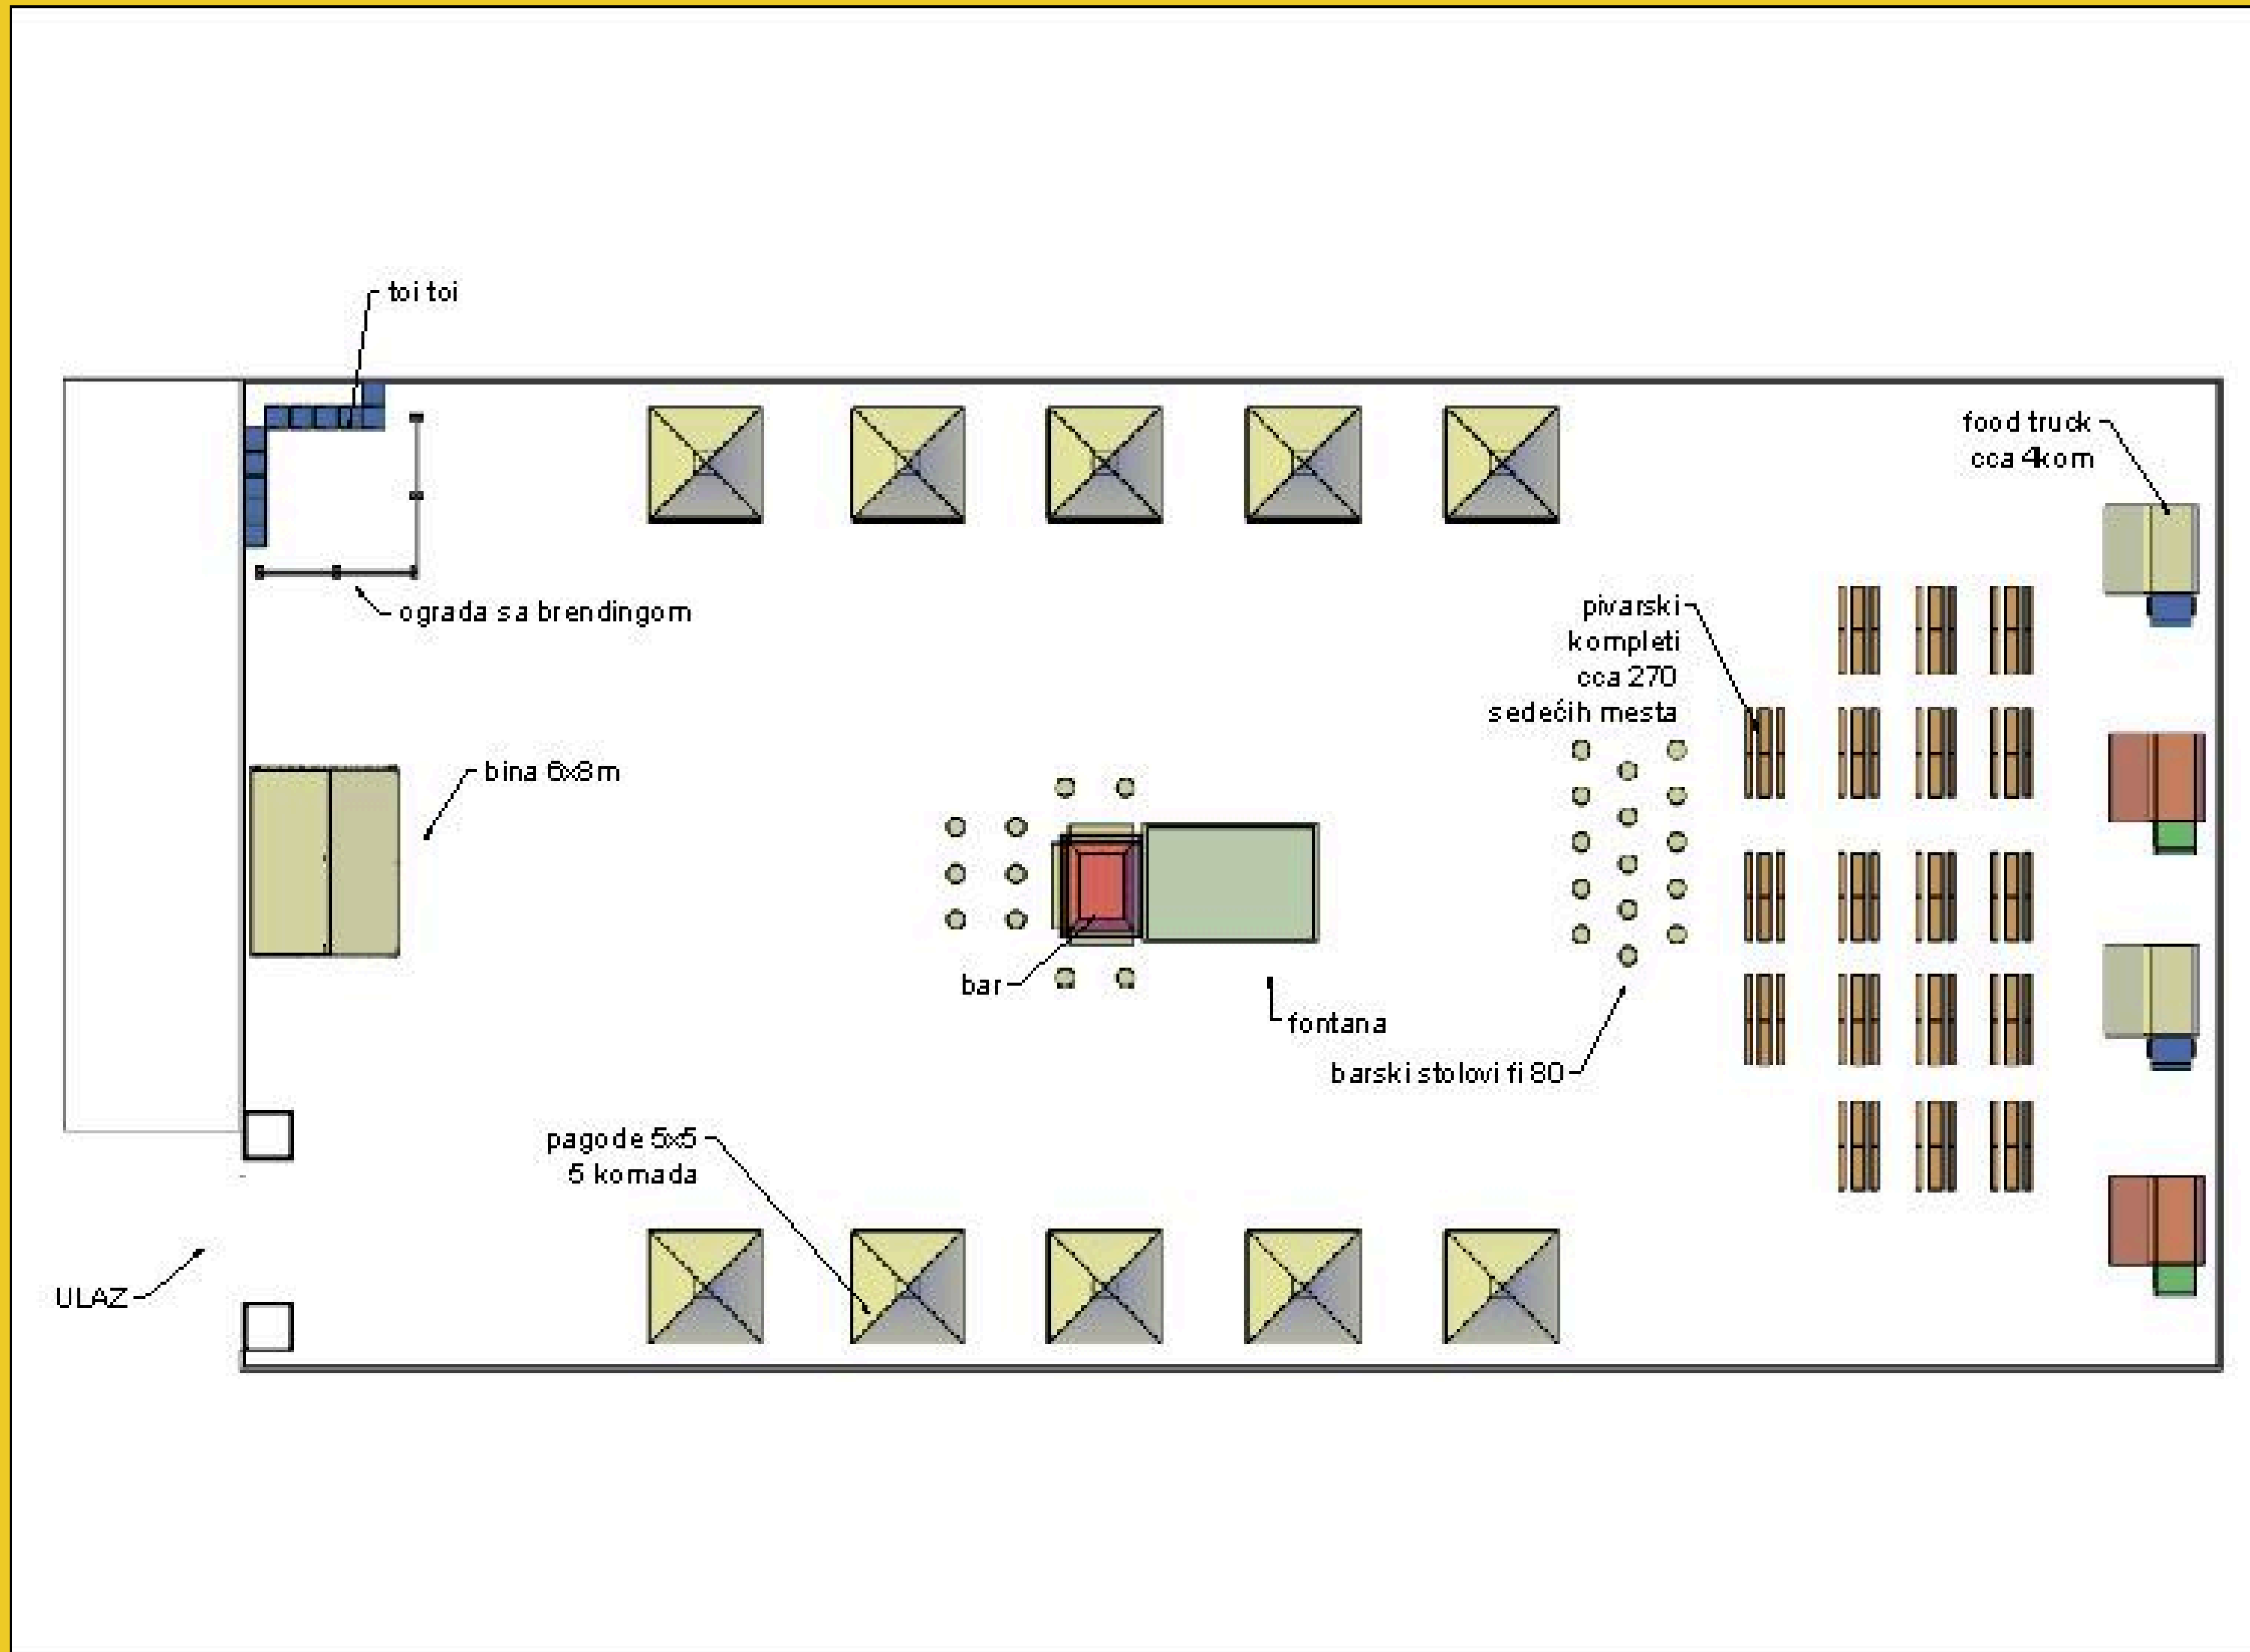 toi toi
food truck
cca 4kom
ograda sa brendingom
pivarski
kompleti
cca 270
sedećih mesta
bina 6x8m
bar
fontana
barski stolovi fi 80
pagode 5x5
5 komada
ULAZ